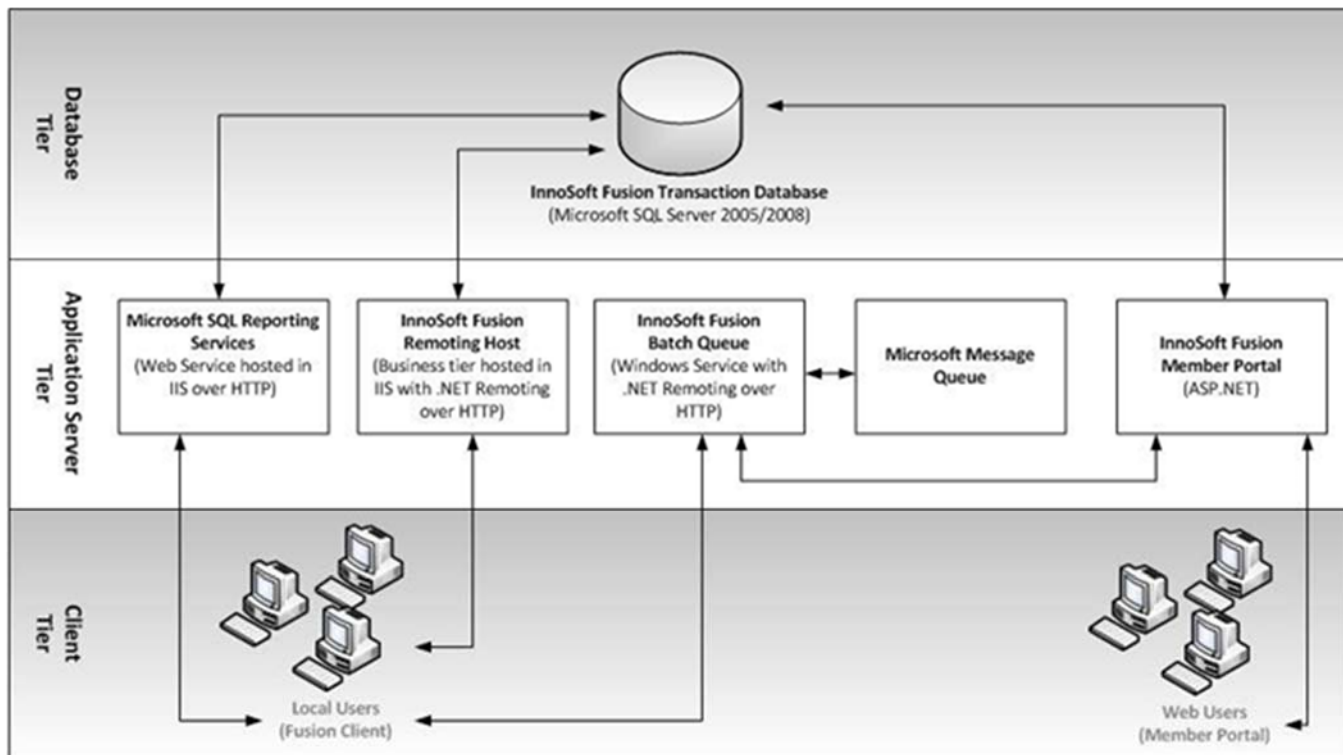 Database
Tier
InnoSoft Fusion Transaction Database
(Microsoft SQL Server 2005/2008)
Application Server
Tier
Microsoft SQL Reporting
Services
(Web Service hosted in
IIS over HTTP)
InnoSoft Fusion
Remoting Host
(Business tier hosted in
IIS with .NET Remoting
over HTTP)
InnoSoft Fusion
Batch Queue
(Windows Service with
.NET Remoting over
HTTP)
Microsoft Message
Queue
InnoSoft Fusion
Member Portal
(ASP.NET)
Client
Tier
Local Users
(Fusion Client)
Web Users
(Member Portal)